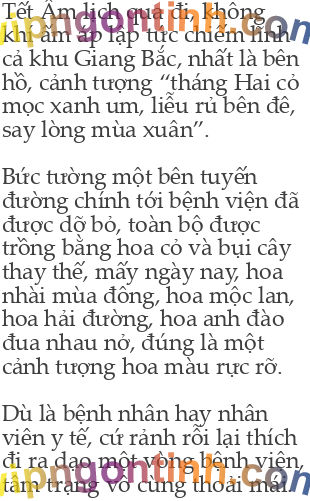 Tết Âm lịch qua đi, không
khí ấm áp lập tức chiếm lĩnh
cả khu Giang Bắc, nhất là bên
hồ, cảnh tượng “tháng Hai cỏ
mọc xanh um, liễu rủ bên đê,
say lòng mùa xuân”.
Bức tường một bên tuyến
đường chính tới bệnh viện đã
được dỡ bỏ, toàn bộ được
trồng bằng hoa cỏ và bụi cây
thay thế, mấy ngày nay, hoa
nhài mùa đông, hoa mộc lan,
hoa hải đường, hoa anh đào
đua nhau nở, đúng là một
cảnh tượng hoa màu rực rỡ.
Dù là bệnh nhân hay nhân
viên y tế, cứ rảnh rỗi lại thích
đi ra dạo một vòng bệnh viện,
tâm trạng vô cùng thoải mái.
vipngontinh.com
vipngontinh.com